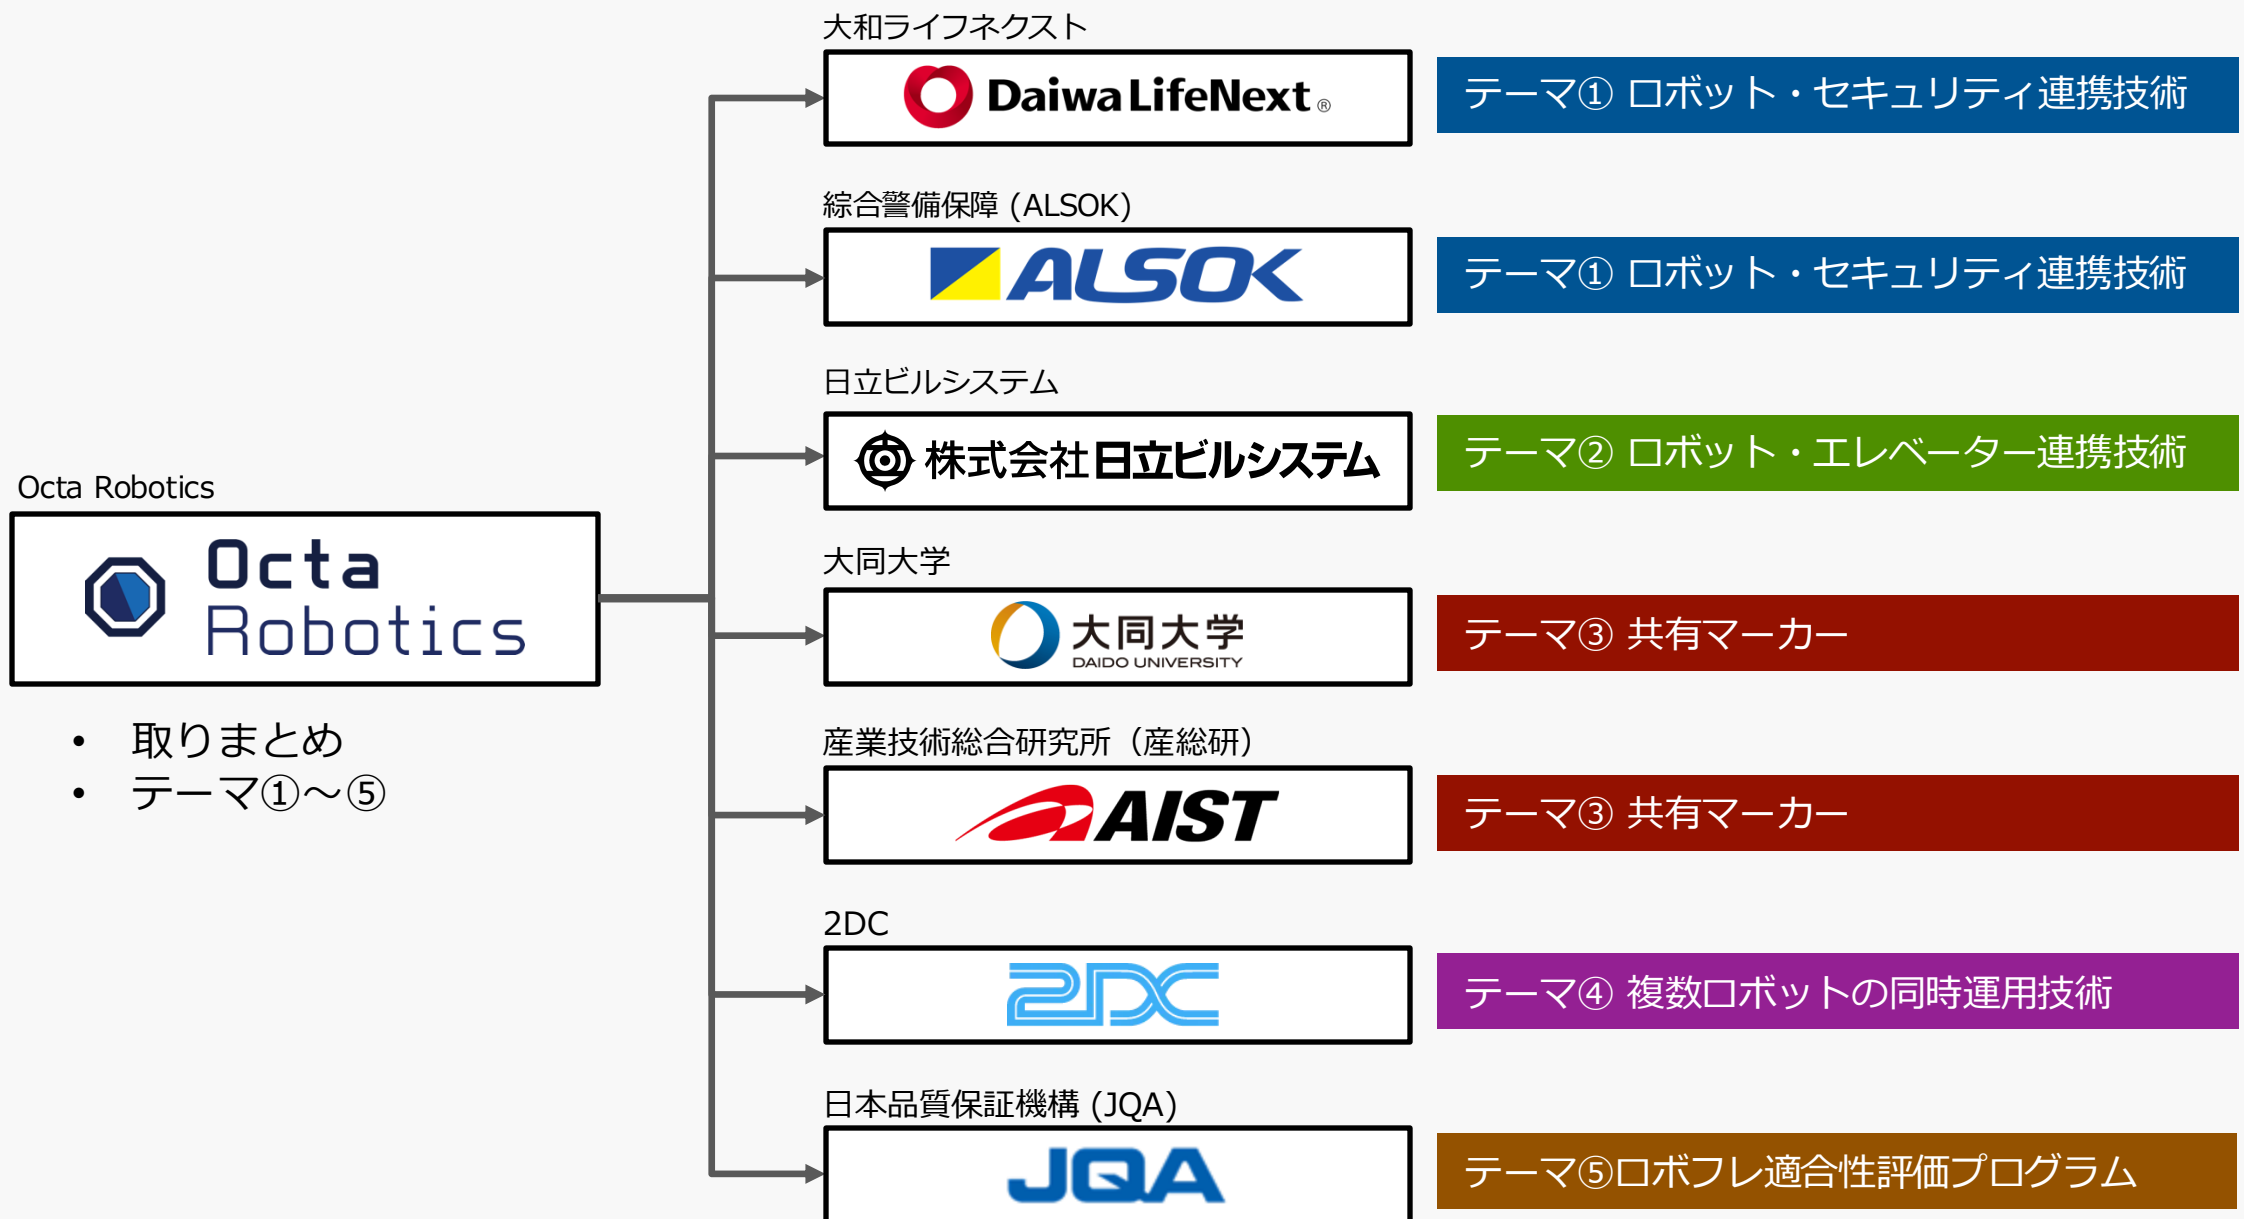 大和ライフネクスト
Daiwa LifeNext ®
テーマ① ロボット・セキュリティ連携技術
綜合警備保障 (ALSOK)
ALSOK
テーマ① ロボット・セキュリティ連携技術
日立ビルシステム
株式会社日立ビルシステム
テーマ② ロボット・エレベーター連携技術
Octa Robotics
Octa
Robotics
• 取りまとめ
• テーマ①～⑤
大同大学
大同大学
DAIDO UNIVERSITY
テーマ③ 共有マーカー
産業技術総合研究所（産総研）
AIST
テーマ③ 共有マーカー
2DC
2DC
テーマ④ 複数ロボットの同時運用技術
日本品質保証機構 (JQA)
JQA
テーマ⑤ロボフレ適合性評価プログラム